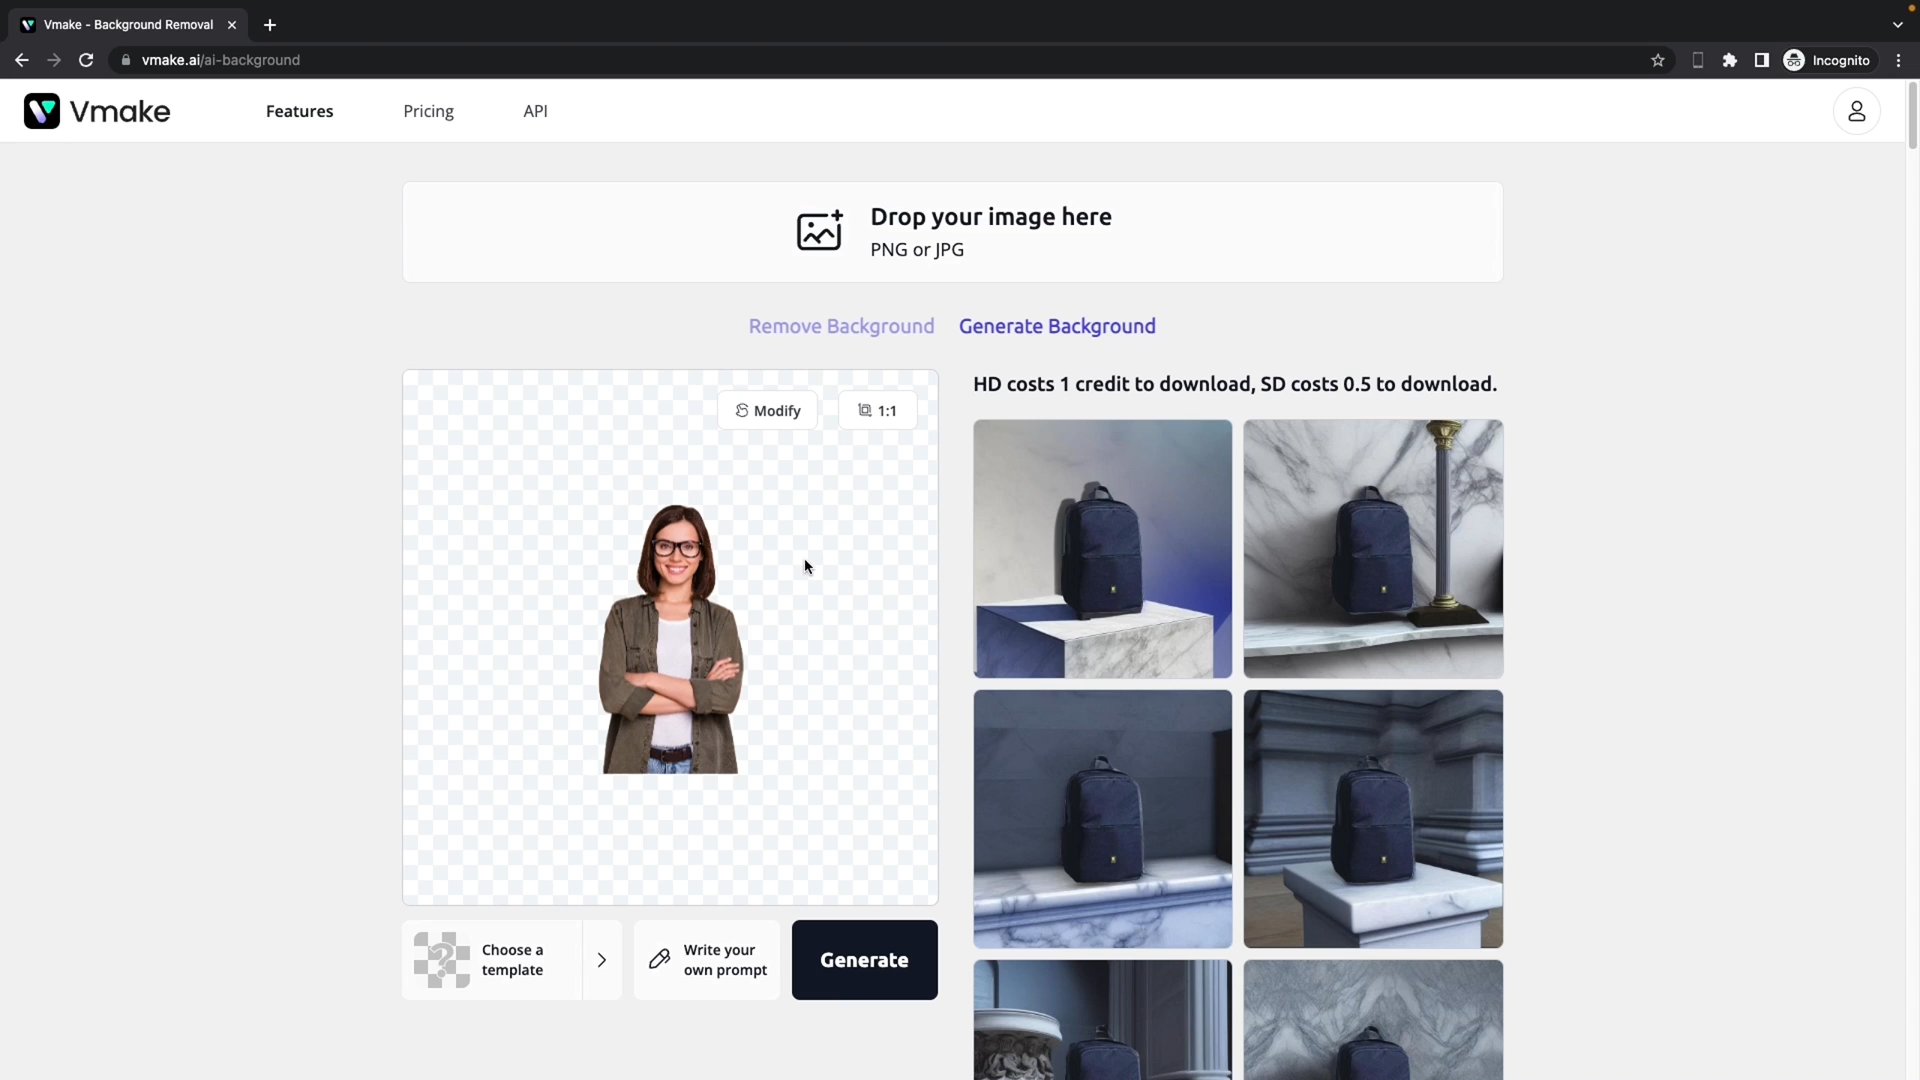 Vmake - Background Removal
vmake.ai/ai-background
Incognito
Vmake
Features
Pricing
API
Drop your image here
PNG or JPG
Remove Background
Generate Background
Modify
1:1
HD costs 1 credit to download, SD costs 0.5 to download.
Choose a
template
Write your
own prompt
Generate